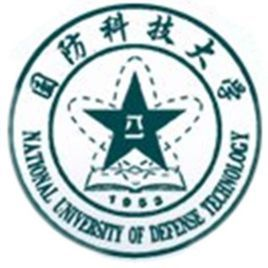 国防科技大学
八一
1953
NATIONAL UNIVERSITY OF DEFENSE TECHNOLOGY